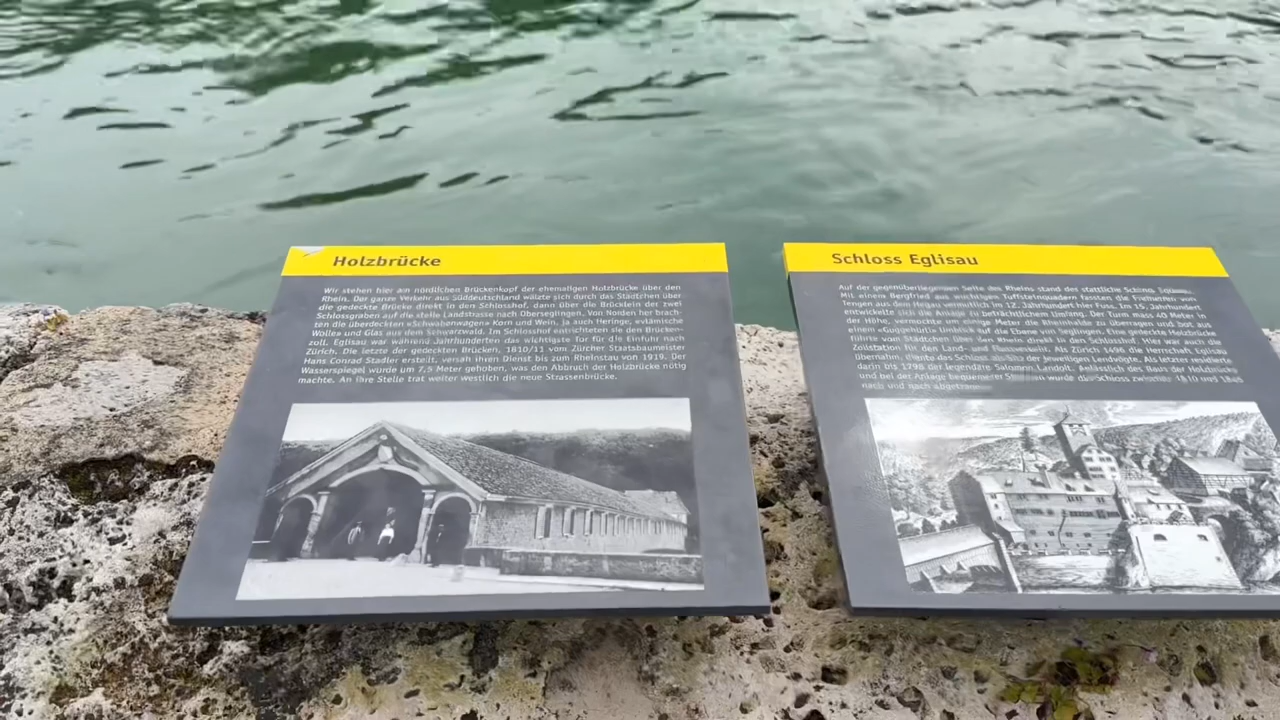 Holzbrücke
Wir stehen hier am nördlichen Brückenkopf der ehemaligen Holzbrücke über den
Rhein. Der ganze Verkehr aus Süddeutschland wälzte sich durch das Städtchen über
die gedeckte Brücke direkt in den Schlosshof, dann über die Brücklein der zwei
Schlossgraben auf die steile Landstrasse nach Oberseglingen. Von Norden her brach-
ten die überdeckten «Schwabenwagen» Korn und Wein, ja auch Heringe,
Wolle und Glas aus dem Schwarzwald. Im Schlosshof entrichteten sie den Brücken-
zoll. Eglisau war während Jahrhunderten das wichtigste für die Einfuhr nach
Zürich. Die letzte der gedeckten Brücken, 1810/11 vom Zürcher Staatsbaumeister
Hans Conrad Stadler erstellt, versah ihren Dienst bis zum Rheinstau von 1919. Der
Wasserspiegel wurde um 7,5 Meter gehoben, was den Abbruch der Holzbrücke nötig
machte. An ihre Stelle trat weiter westlich die neue Strassenbrücke.
Schloss Eglisau
Auf der gegenüberliegenden Seite des Rheins stand das stattliche Schloss Eglisau.
Mit einem Bergfried aus wuchtigen Tuffsteinquadern fassten die Freiherren von
Tengen aus dem Hegau vermutlich im 12. Jahrhundert hier Fuss. Im 15. Jahrhundert
entwickelte sich die Anlage zu beträchtlichem Umfang. Der Turm mass 40 Meter in
der Höhe, vermochte um einige Meter die Rheinhalde zu überragen und bot aus
einem Umblick auf die Ebene von Seglingen. Eine gedeckte Holzbrücke
führte vom Städtchen über den Rhein direkt in den Schlosshof. Hier war auch die
Zollstation für den Land- und Flussverkehr. Als Zürich 1496 die Herrschaft Eglisau
übernahm, diente das Schloss als Sitz der jeweiligen Landvögte. Als letzter residierte
darin bis 1798 der legendäre Salomon Landolt. Anlässlich des Baus der Holzbrücke
und bei der Anlage bequemerer wurde das Schloss zwischen 1810 und 1840
nach und nach abgetragen.